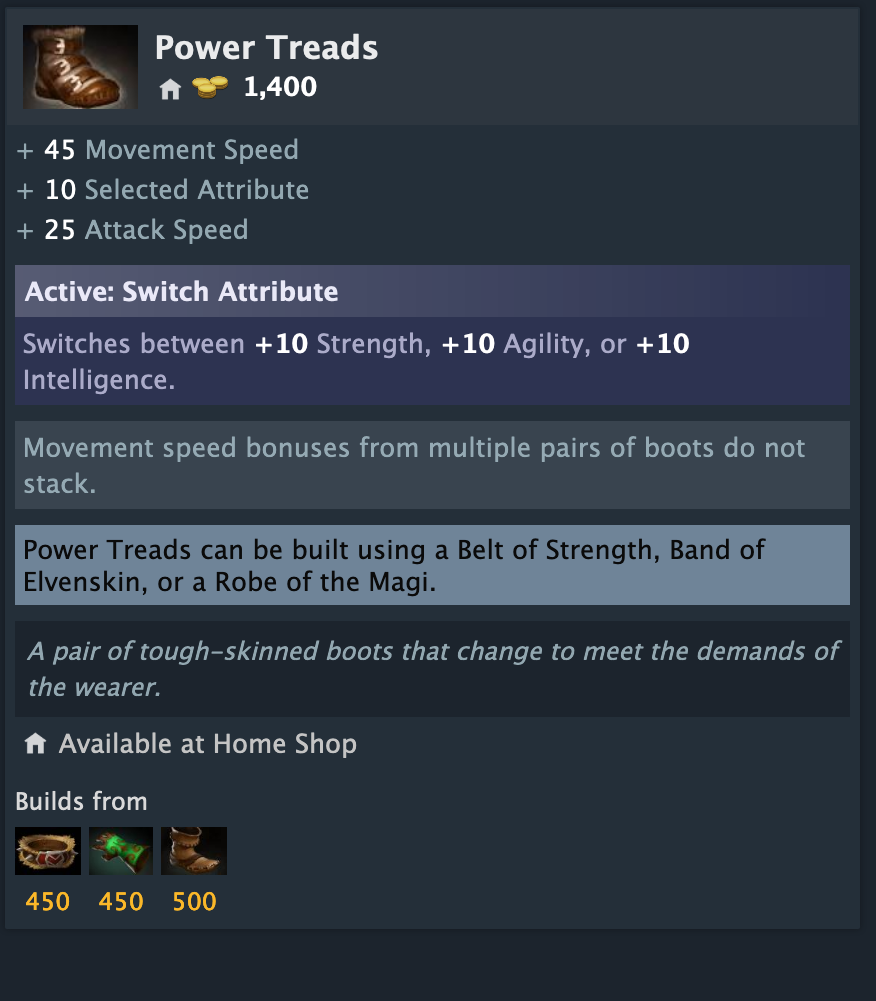 Power Treads
1,400
+ 45 Movement Speed
+ 10 Selected Attribute
+ 25 Attack Speed
Active: Switch Attribute
Switches between +10 Strength, +10 Agility, or +10
Intelligence.
Movement speed bonuses from multiple pairs of boots do not
stack.
Power Treads can be built using a Belt of Strength, Band of
Elvenskin, or a Robe of the Magi.
A pair of tough-skinned boots that change to meet the demands of
the wearer.
Available at Home Shop
Builds from
450 450 500